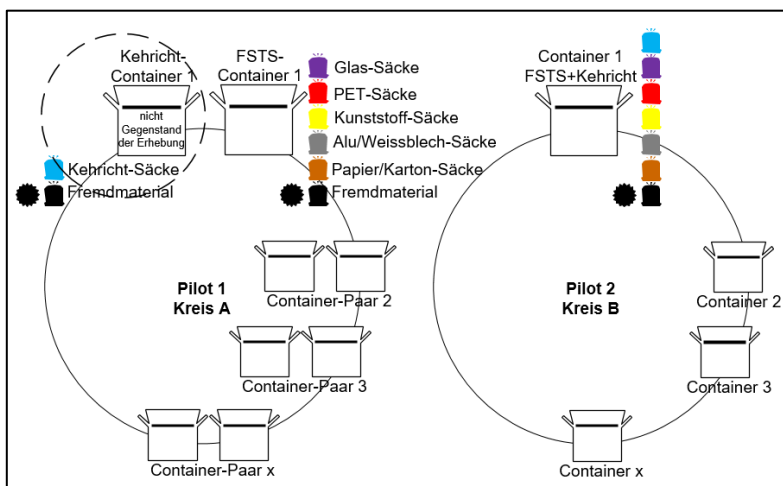 Kehricht-
Container 1
nicht
Gegenstand
der Erhebung
Kehricht-Säcke
Fremdmaterial
FSTS-
Container 1
Glas-Säcke
PET-Säcke
Kunststoff-Säcke
Alu/Weissblech-Säcke
Papier/Karton-Säcke
Fremdmaterial
Pilot 1
Kreis A
Container-Paar 2
Container-Paar 3
Container-Paar x
Container 1
FSTS+Kehricht
Pilot 2
Kreis B
Container 2
Container 3
Container x